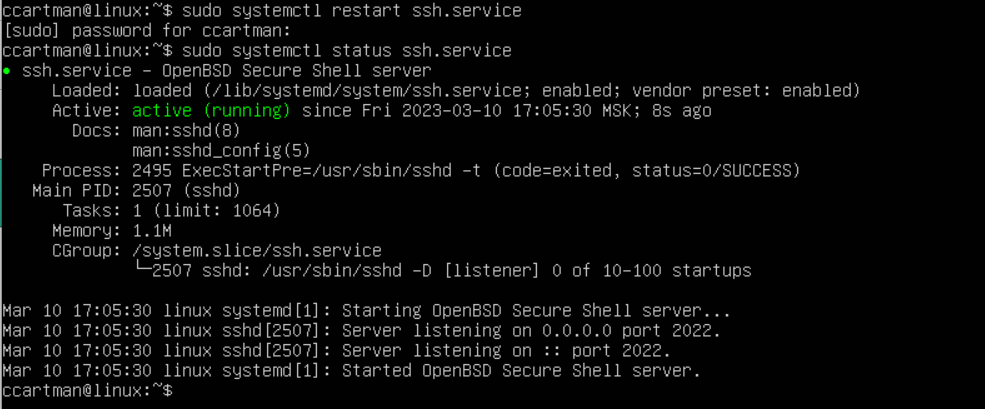 ccartman@linux:~$ sudo systemctl restart ssh.service
[sudo] password for ccartman:
ccartman@linux:~$ sudo systemctl status ssh.service
● ssh.service – OpenBSD Secure Shell server
Loaded: loaded (/lib/systemd/system/ssh.service; enabled; vendor preset: enabled)
Active: active (running) since Fri 2023-03-10 17:05:30 MSK; 8s ago
Docs: man:sshd(8)
man:sshd_config(5)
Process: 2495 ExecStartPre=/usr/sbin/sshd -t (code=exited, status=0/SUCCESS)
Main PID: 2507 (sshd)
Tasks: 1 (limit: 1064)
Memory: 1.1M
CGroup: /system.slice/ssh.service
└─2507 sshd: /usr/sbin/sshd -D [listener] 0 of 10-100 startups
Mar 10 17:05:30 linux systemd[1]: Starting OpenBSD Secure Shell server...
Mar 10 17:05:30 linux sshd[2507]: Server listening on 0.0.0.0 port 2022.
Mar 10 17:05:30 linux sshd[2507]: Server listening on :: port 2022.
Mar 10 17:05:30 linux systemd[1]: Started OpenBSD Secure Shell server.
ccartman@linux:~$